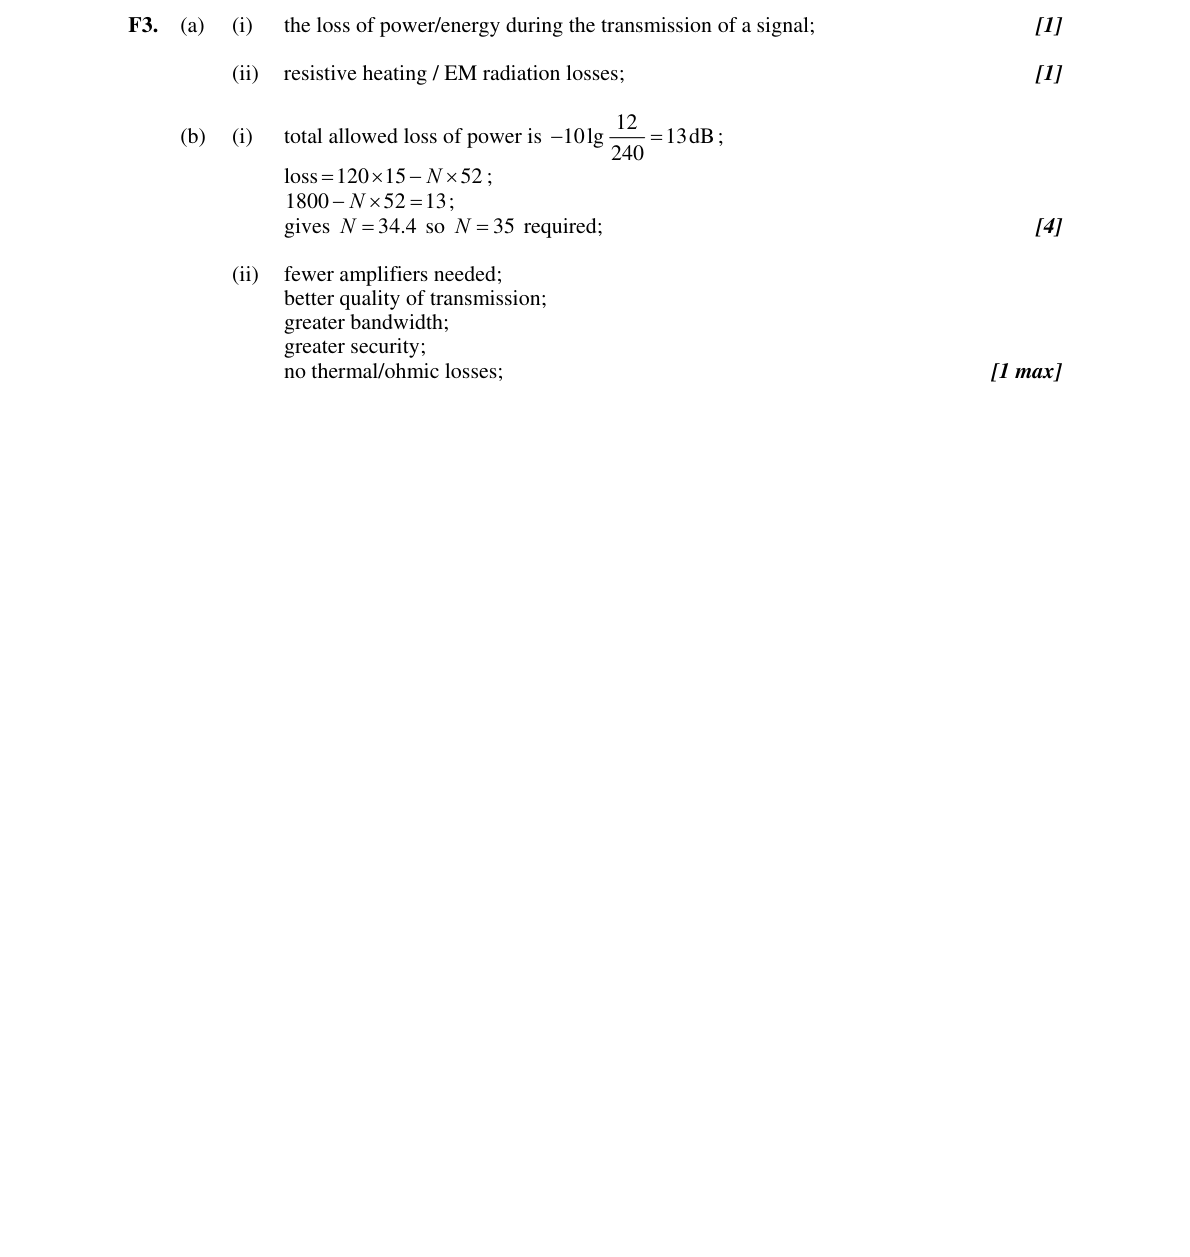 F3. (a) (i) the loss of power/energy during the transmission of a signal; [1]
(ii) resistive heating / EM radiation losses; [1]
(b) (i) total allowed loss of power is −10 lg 12/240 = 13 dB ;
loss = 120 × 15 − N × 52 ;
1800 − N × 52 = 13 ;
gives N = 34.4 so N = 35 required; [4]
(ii) fewer amplifiers needed;
better quality of transmission;
greater bandwidth;
greater security;
no thermal/ohmic losses; [1 max]